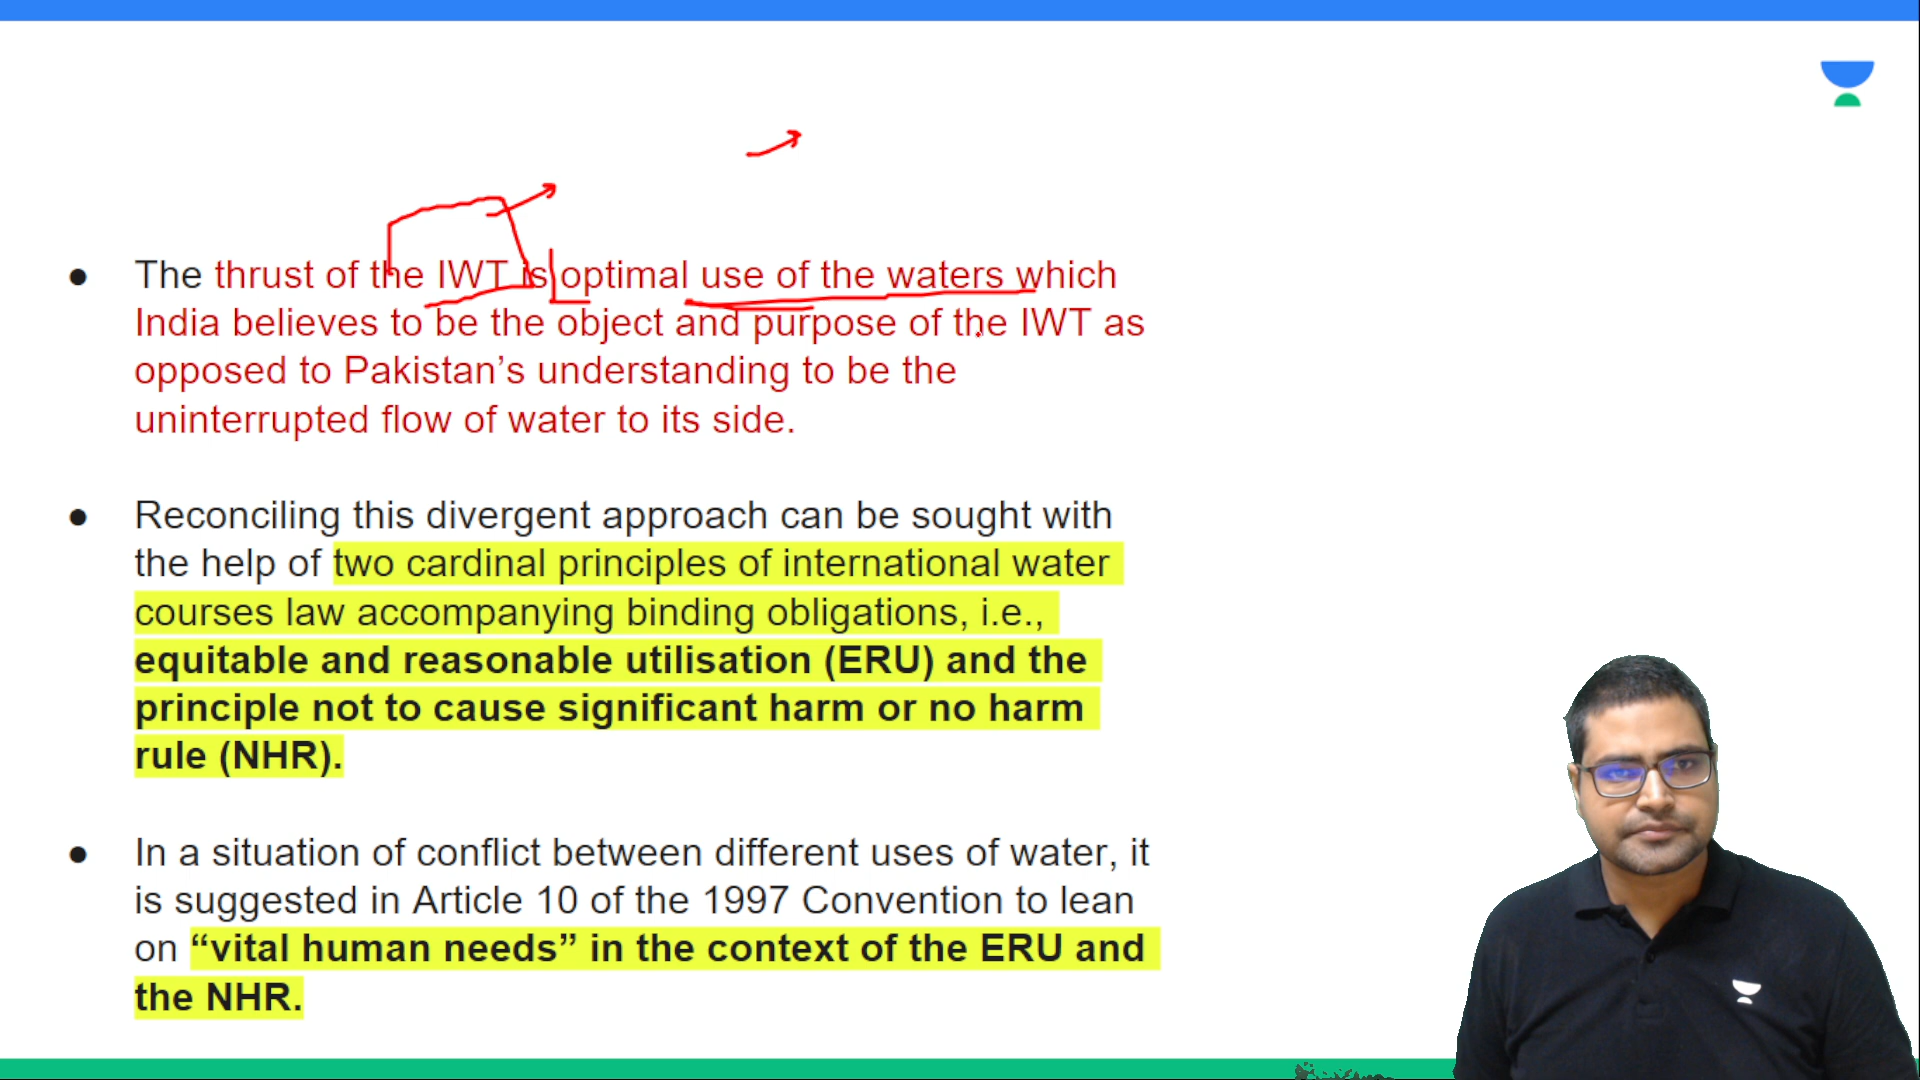 ● The thrust of the IWT is optimal use of the waters which
India believes to be the object and purpose of the IWT as
opposed to Pakistan’s understanding to be the
uninterrupted flow of water to its side.
● Reconciling this divergent approach can be sought with
the help of two cardinal principles of international water
courses law accompanying binding obligations, i.e.,
equitable and reasonable utilisation (ERU) and the
principle not to cause significant harm or no harm
rule (NHR).
● In a situation of conflict between different uses of water, it
is suggested in Article 10 of the 1997 Convention to lean
on “vital human needs” in the context of the ERU and
the NHR.